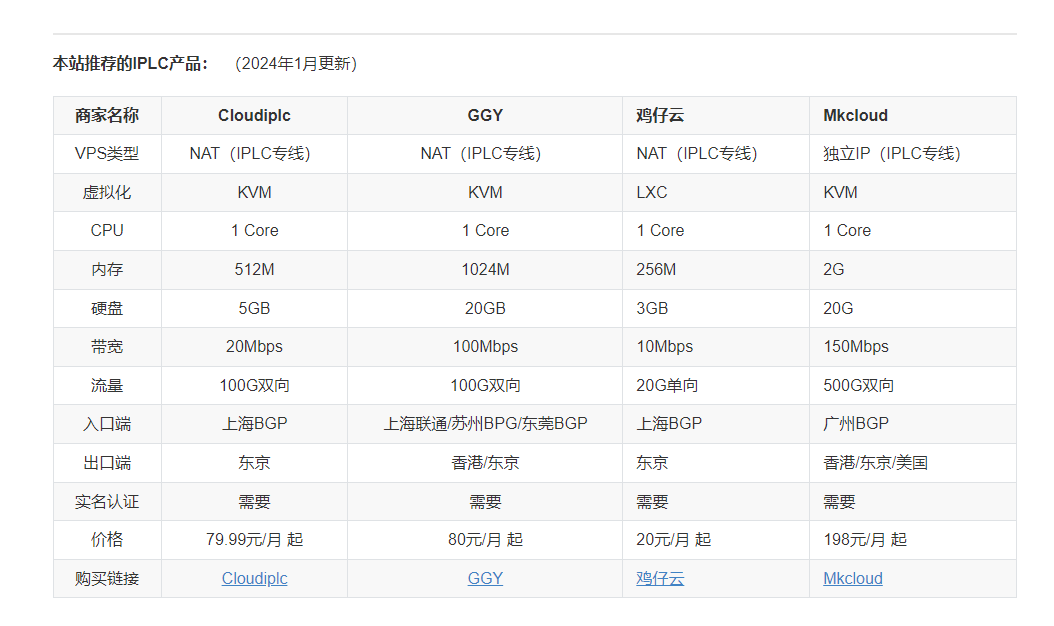 本站推荐的IPLC产品： （2024年1月更新）
商家名称 Cloudiplc GGY 鸡仔云 Mkcloud
VPS类型 NAT（IPLC专线） NAT（IPLC专线） NAT（IPLC专线） 独立IP（IPLC专线）
虚拟化 KVM KVM LXC KVM
CPU 1 Core 1 Core 1 Core 1 Core
内存 512M 1024M 256M 2G
硬盘 5GB 20GB 3GB 20G
带宽 20Mbps 100Mbps 10Mbps 150Mbps
流量 100G双向 100G双向 20G单向 500G双向
入口端 上海BGP 上海联通/苏州BPG/东莞BGP 上海BGP 广州BGP
出口端 东京 香港/东京 东京 香港/东京/美国
实名认证 需要 需要 需要 需要
价格 79.99元/月 起 80元/月 起 20元/月 起 198元/月 起
购买链接 Cloudiplc GGY 鸡仔云 Mkcloud